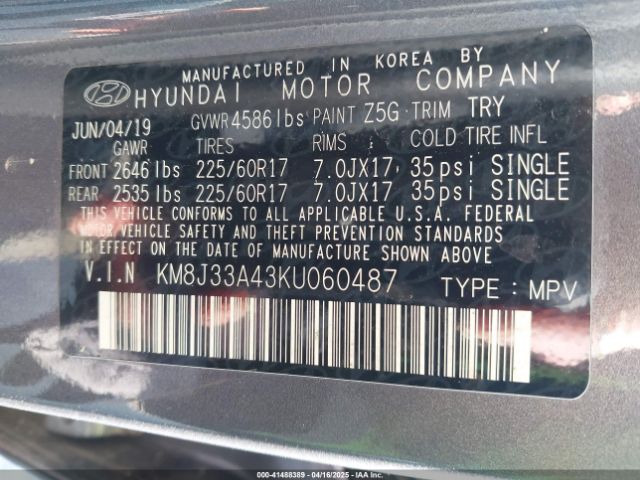 MANUFACTURED IN KOREA BY
HYUNDAI MOTOR COMPANY
JUN/04/19 GVWR 4586 lbs PAINT Z5G TRIM TRY
GAWR TIRES RIMS: COLD TIRE INFL
FRONT 2646 lbs 225/60R17 7.0JX17 35psi SINGLE
REAR 2535 lbs 225/60R17 7.0JX17 35psi SINGLE
THIS VEHICLE CONFORMS TO ALL APPLICABLE U.S.A. FEDERAL
MOTOR VEHICLE SAFETY AND THEFT PREVENTION STANDARDS
IN EFFECT ON THE DATE OF MANUFACTURE SHOWN ABOVE
V.I.N KM8J33A43KU060487 TYPE : MPV
000-41488389 - 04/16/2025 - IAAI.COM